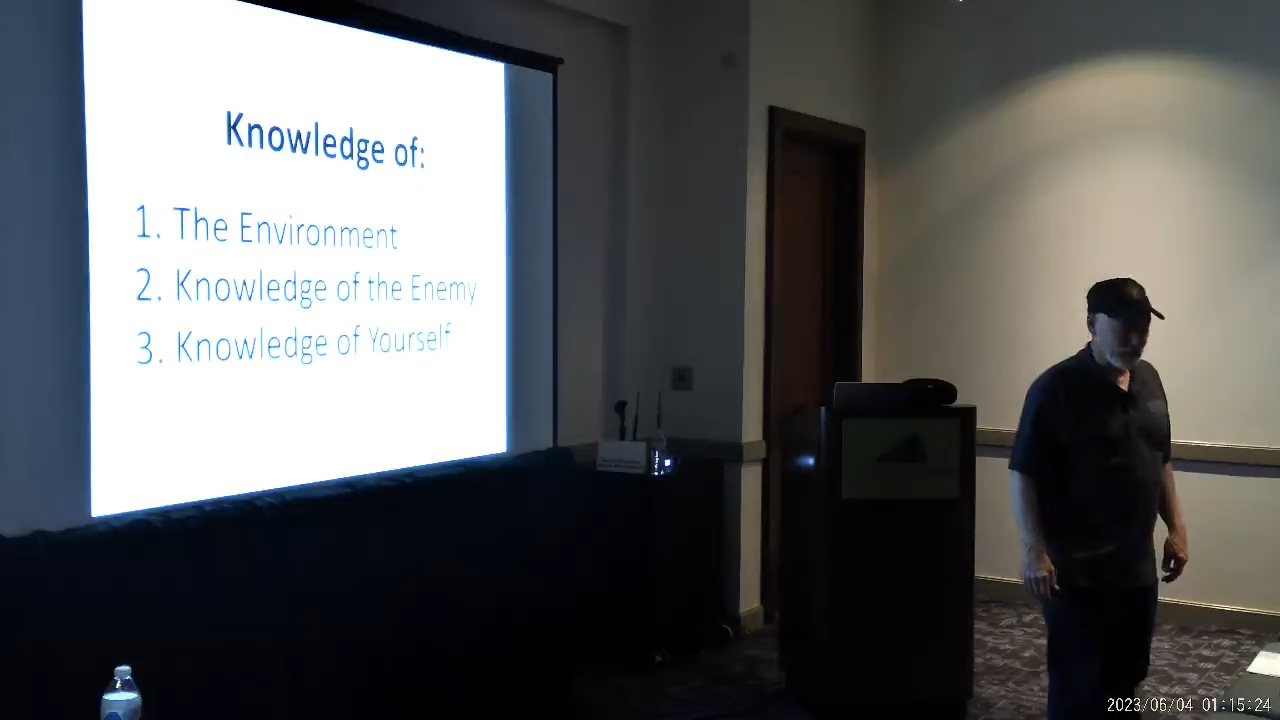 Knowledge of:
1. The Environment
2. Knowledge of the Enemy
3. Knowledge of Yourself
2023/06/04 01:15:24